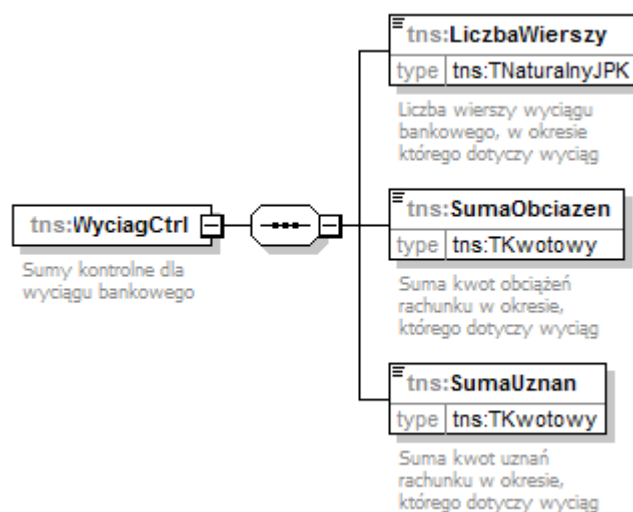 tns:LiczbaWierszy
type tns:TNaturalnyJPK
Liczba wierszy wyciągu
bankowego, w okresie
którego dotyczy wyciąg
tns:WyciagCtrl
Sumy kontrolne dla
wyciągu bankowego
tns:SumaObciazen
type tns:TKwotowy
Suma kwot obciążeń
rachunku w okresie,
którego dotyczy wyciąg
tns:SumaUznan
type tns:TKwotowy
Suma kwot uznań
rachunku w okresie,
którego dotyczy wyciąg